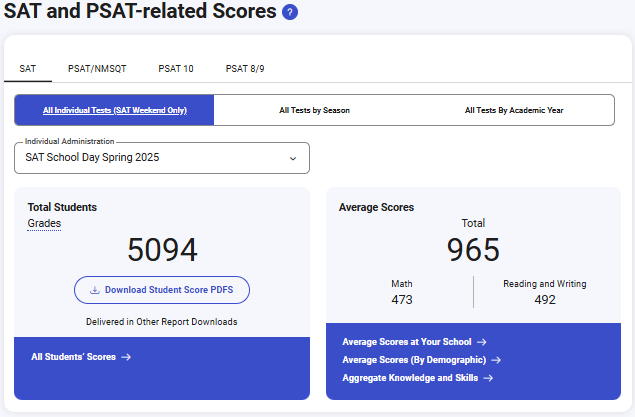 SAT and PSAT-related Scores ?
SAT PSAT/NMSQT PSAT 10 PSAT 8/9
All Individual Tests (SAT Weekend Only) All Tests by Season All Tests By Academic Year
Individual Administration
SAT School Day Spring 2025
Total Students
Grades
5094
Download Student Score PDFS
Delivered in Other Report Downloads
All Students' Scores →
Average Scores
Total
965
Math Reading and Writing
473 492
Average Scores at Your School →
Average Scores (By Demographic) →
Aggregate Knowledge and Skills →